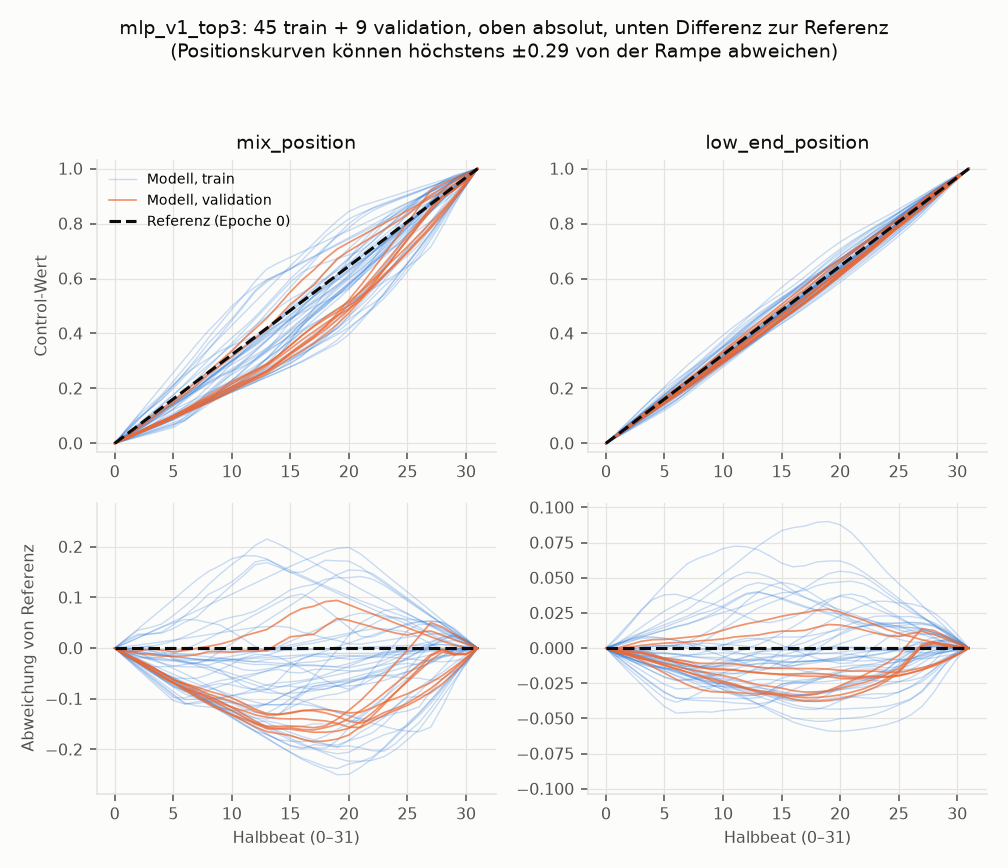 mlp_v1_top3: 45 train + 9 validation, oben absolut, unten Differenz zur Referenz
(Positionskurven können höchstens ±0.29 von der Rampe abweichen)
mix_position
low_end_position
Control-Wert
1.0
0.8
0.6
0.4
0.2
0.0
Modell, train
Modell, validation
Referenz (Epoche 0)
0 5 10 15 20 25 30
1.0
0.8
0.6
0.4
0.2
0.0
0 5 10 15 20 25 30
Abweichung von Referenz
0.2
0.1
0.0
−0.1
−0.2
0 5 10 15 20 25 30
Halbbeat (0–31)
0.100
0.075
0.050
0.025
0.000
−0.025
−0.050
−0.075
−0.100
0 5 10 15 20 25 30
Halbbeat (0–31)